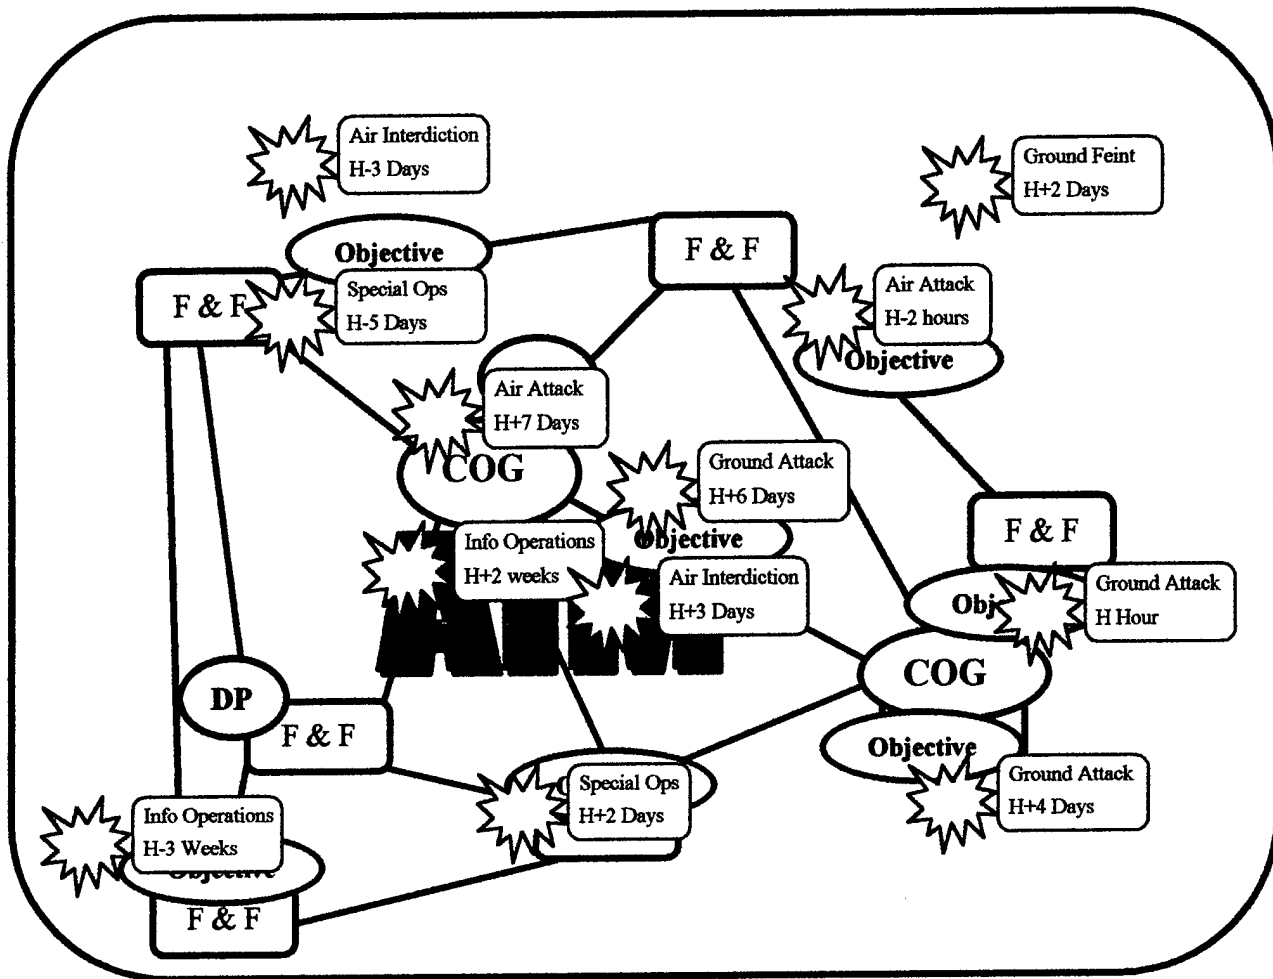 Air Interdiction
H-3 Days
Ground Feint
H+2 Days
Objective
F & F
F & F
Special Ops
H-5 Days
Air Attack
H-2 hours
Objective
Air Attack
H+7 Days
COG
Ground Attack
H+6 Days
Objective
F & F
Info Operations
H+2 weeks
Air Interdiction
H+3 Days
Ground Attack
H Hour
COG
DP
F & F
Objective
Special Ops
H+2 Days
Ground Attack
H+4 Days
Info Operations
H-3 Weeks
Objective
F & F